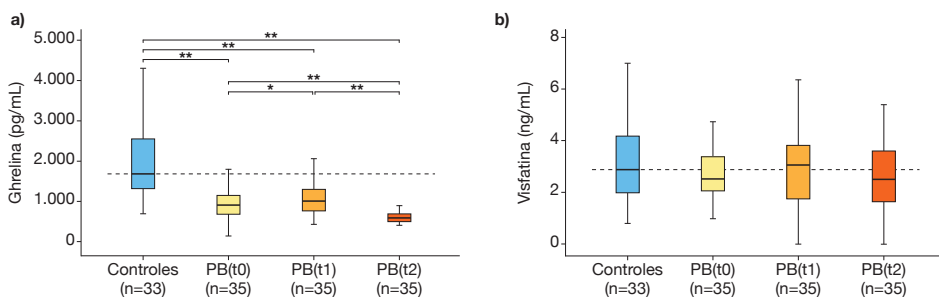 a)
Ghrelina (pg/mL)
5.000
4.000
3.000
2.000
1.000
0
**
**
**
**
*
**
Controles
(n=33)
PB(t0)
(n=35)
PB(t1)
(n=35)
PB(t2)
(n=35)
b)
Visfatina (ng/mL)
8
6
4
2
0
Controles
(n=33)
PB(t0)
(n=35)
PB(t1)
(n=35)
PB(t2)
(n=35)